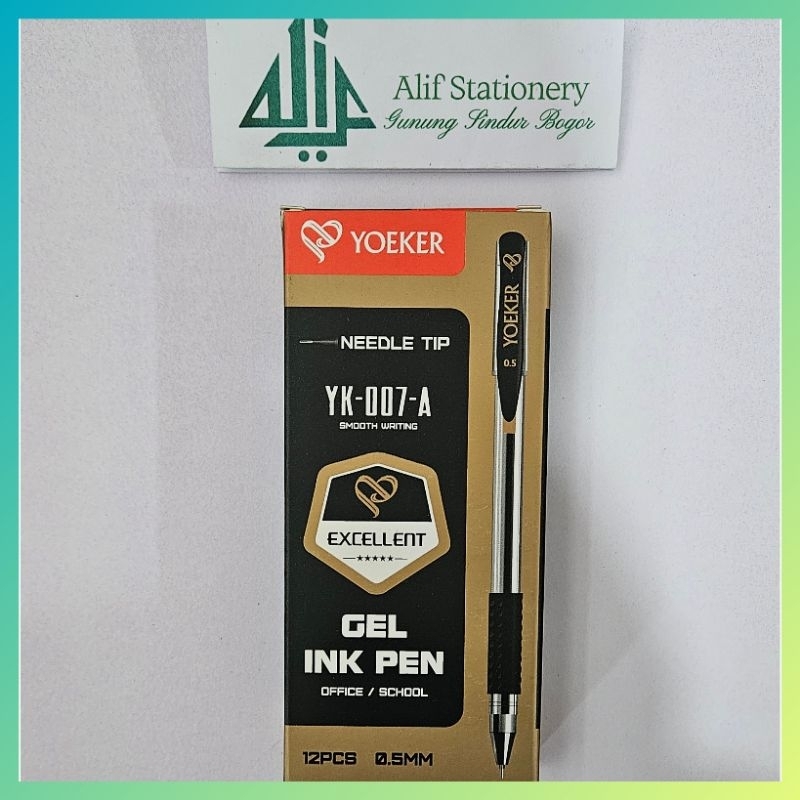 Alif Stationery
Gunung Sindur Bogor
YOEKER
NEEDLE TIP
YK-007-A
SMOOTH WRITING
EXCELLENT
GEL
INK PEN
OFFICE / SCHOOL
12PCS 0.5MM
YOEKER
0.5